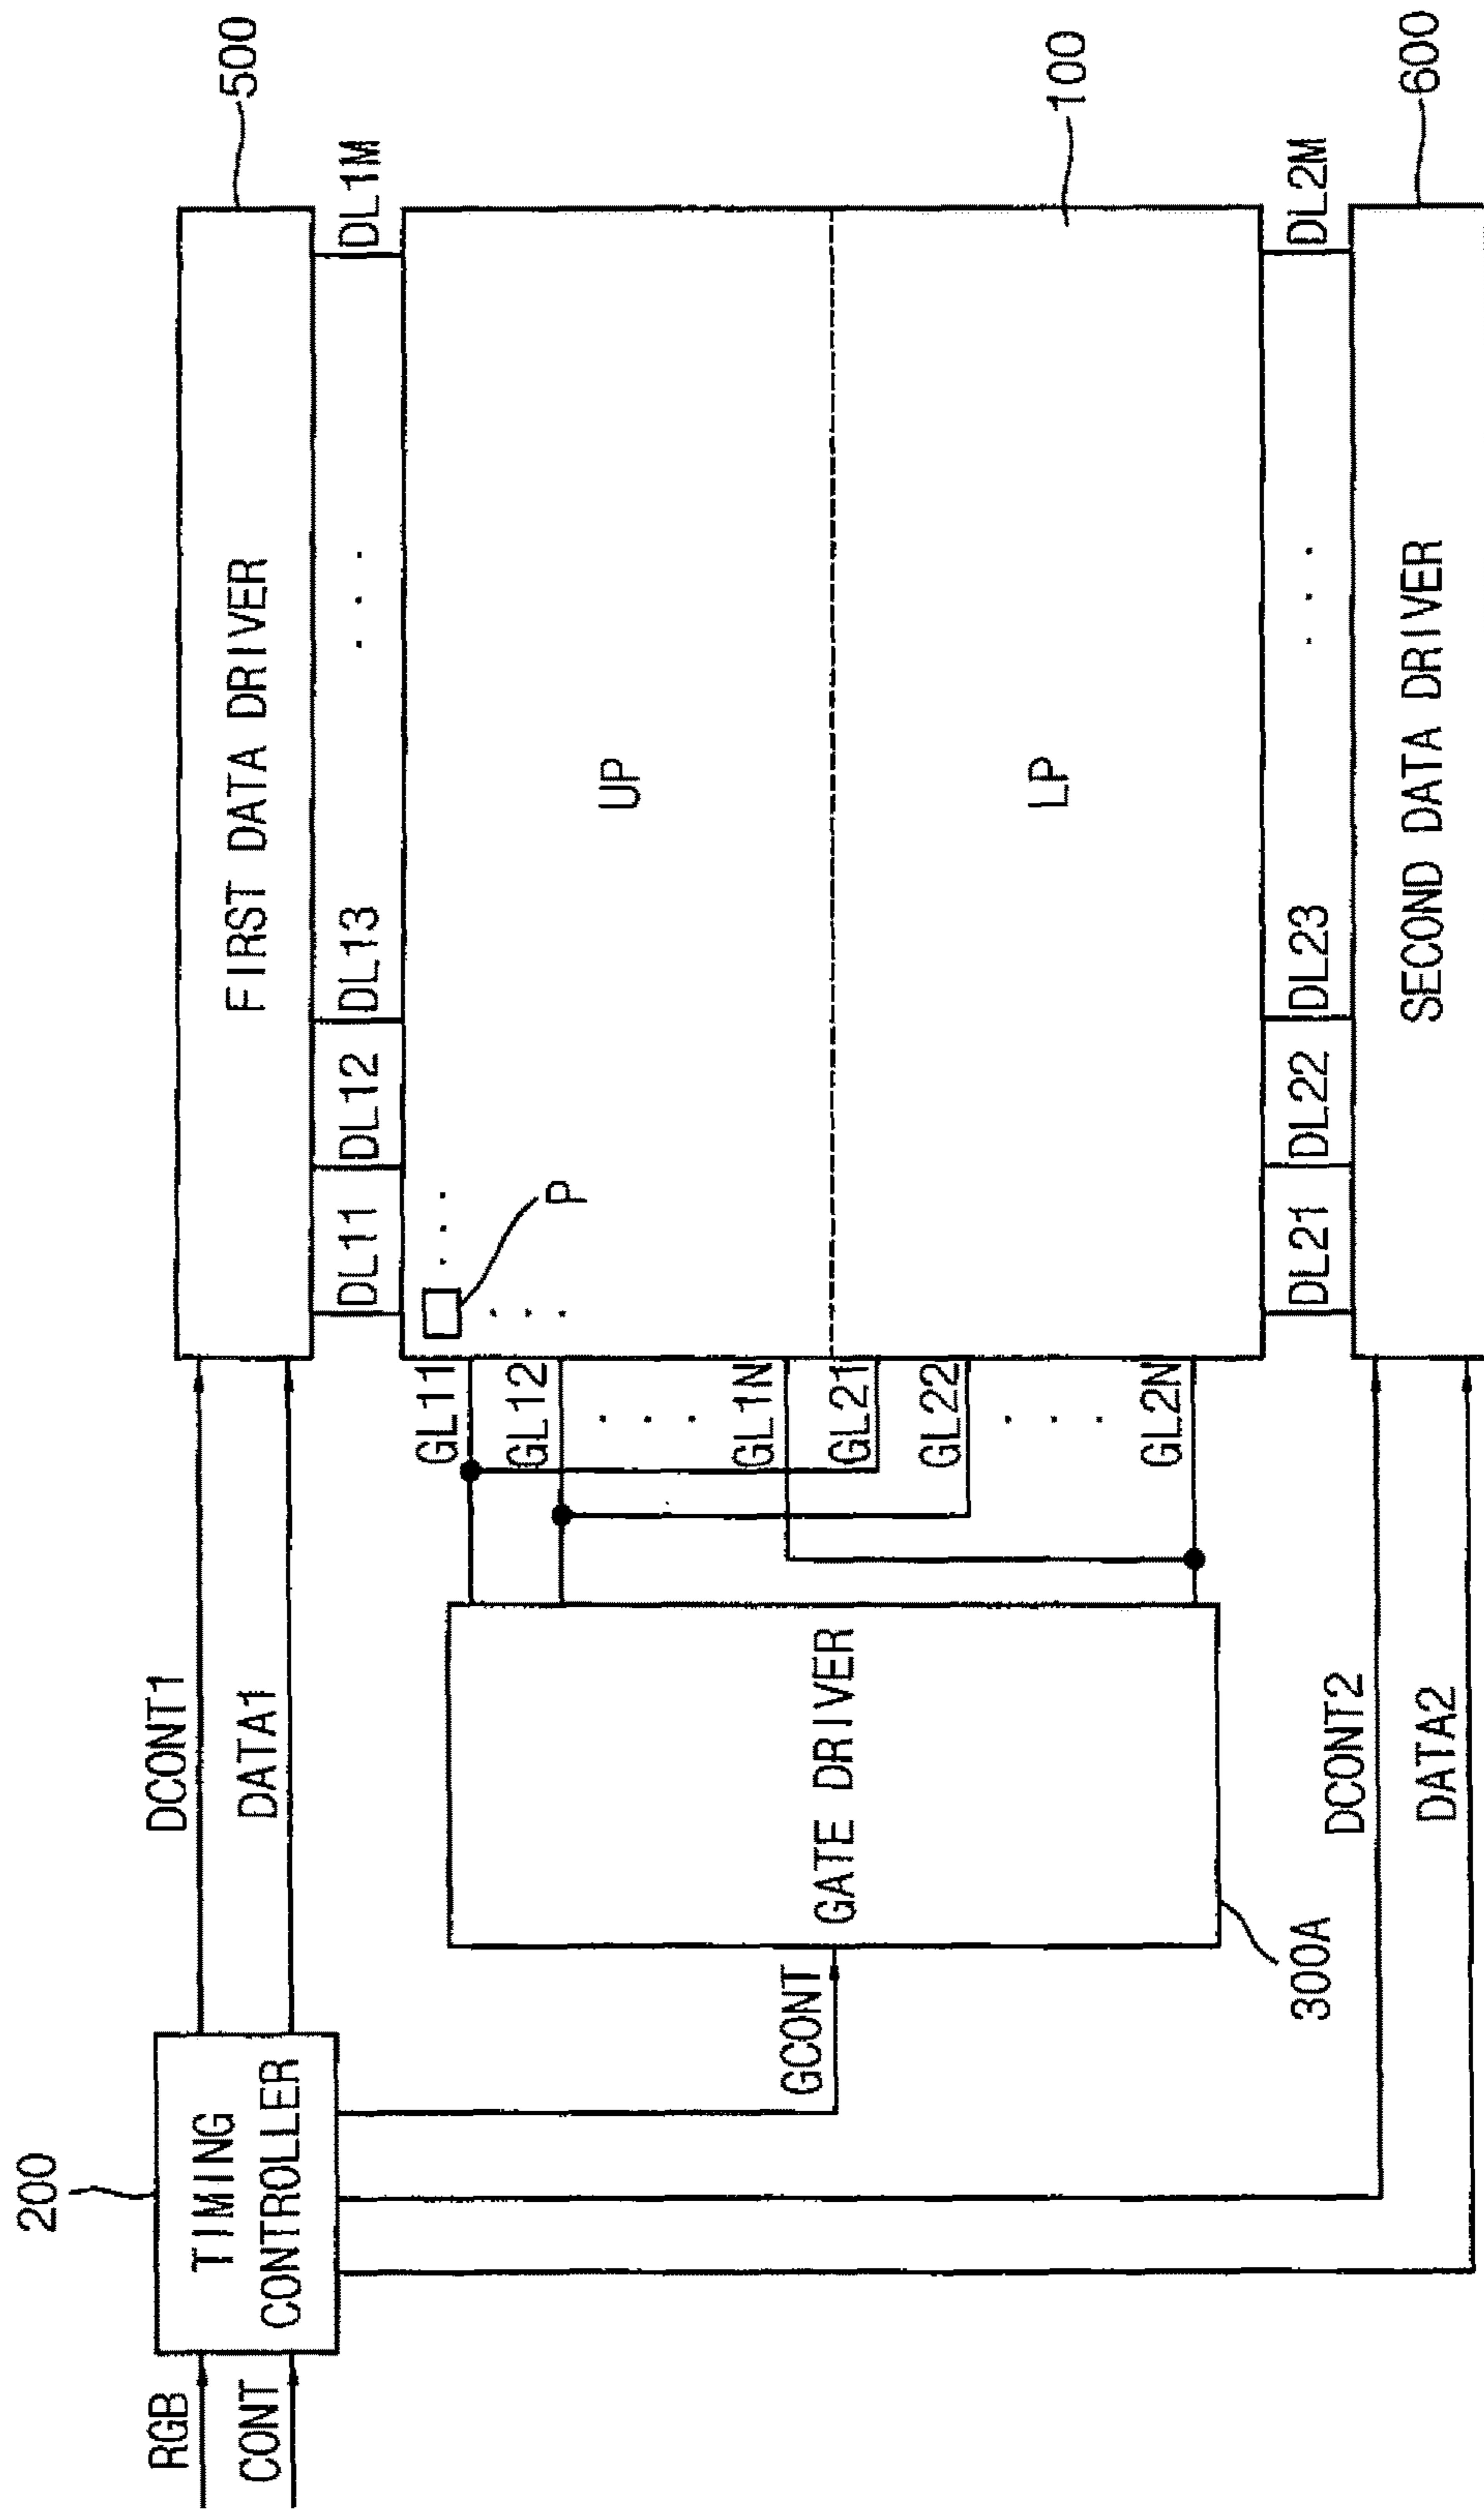 500
FIRST DATA DRIVER
DL11
DL12
DL13
DL1M
200
RGB
CONT
TIMING
CONTROLLER
DCONT1
DATA1
GCONT
GATE DRIVER
300A
GL11
GL12
GL1N
GL21
GL22
GL2N
P
UP
LP
100
DL21
DL22
DL23
DL2M
DCONT2
DATA2
SECOND DATA DRIVER
600